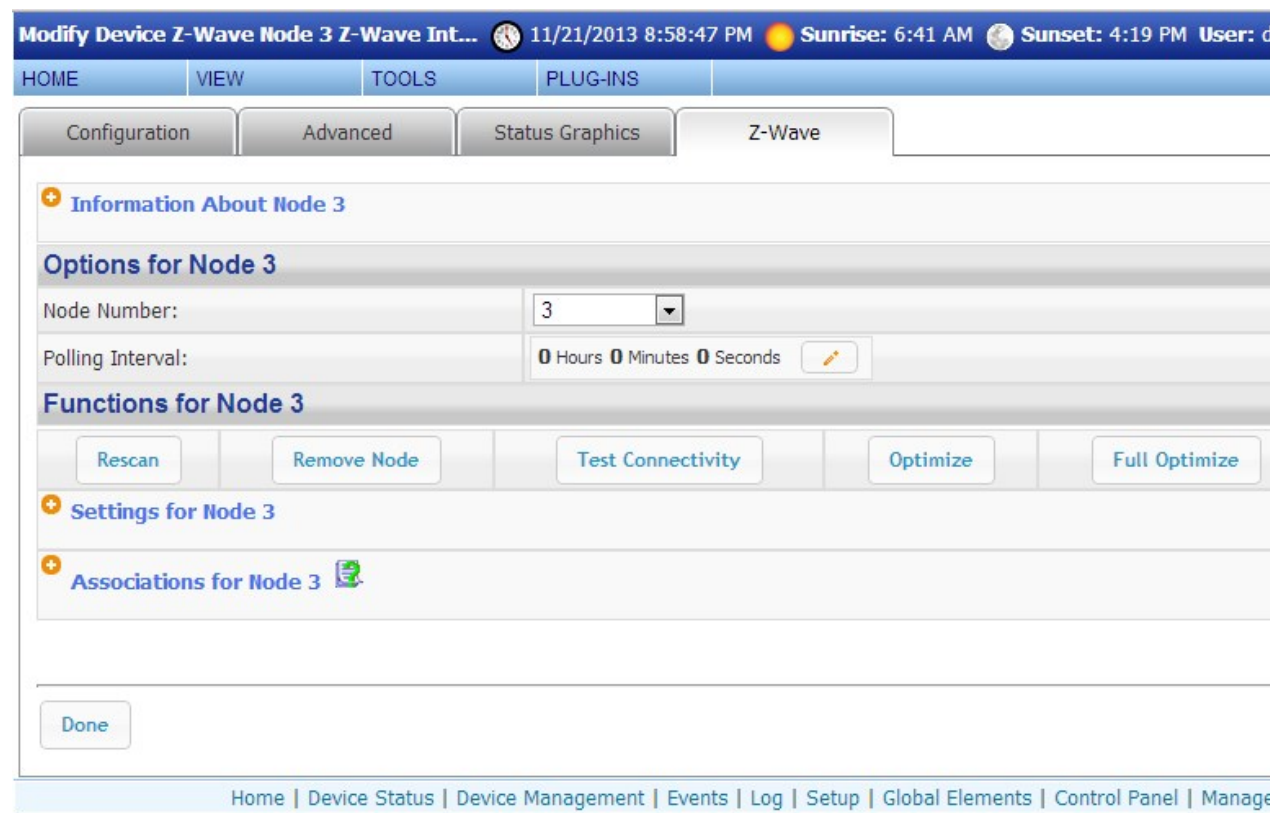 Modify Device Z-Wave Node 3 Z-Wave Int... 11/21/2013 8:58:47 PM Sunrise: 6:41 AM Sunset: 4:19 PM User:
HOME VIEW TOOLS PLUG-INS
Configuration Advanced Status Graphics Z-Wave
Information About Node 3
Options for Node 3
Node Number: 3
Polling Interval: 0 Hours 0 Minutes 0 Seconds
Functions for Node 3
Rescan Remove Node Test Connectivity Optimize Full Optimize
Settings for Node 3
Associations for Node 3
Done
Home | Device Status | Device Management | Events | Log | Setup | Global Elements | Control Panel | Manage